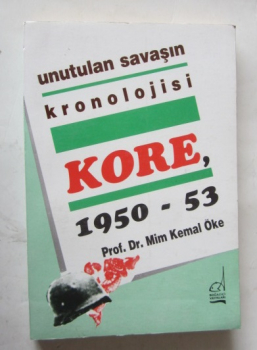 unutulan savaşın
kronolojisi
KORE,
1950 - 53
Prof. Dr. Mim Kemal Öke